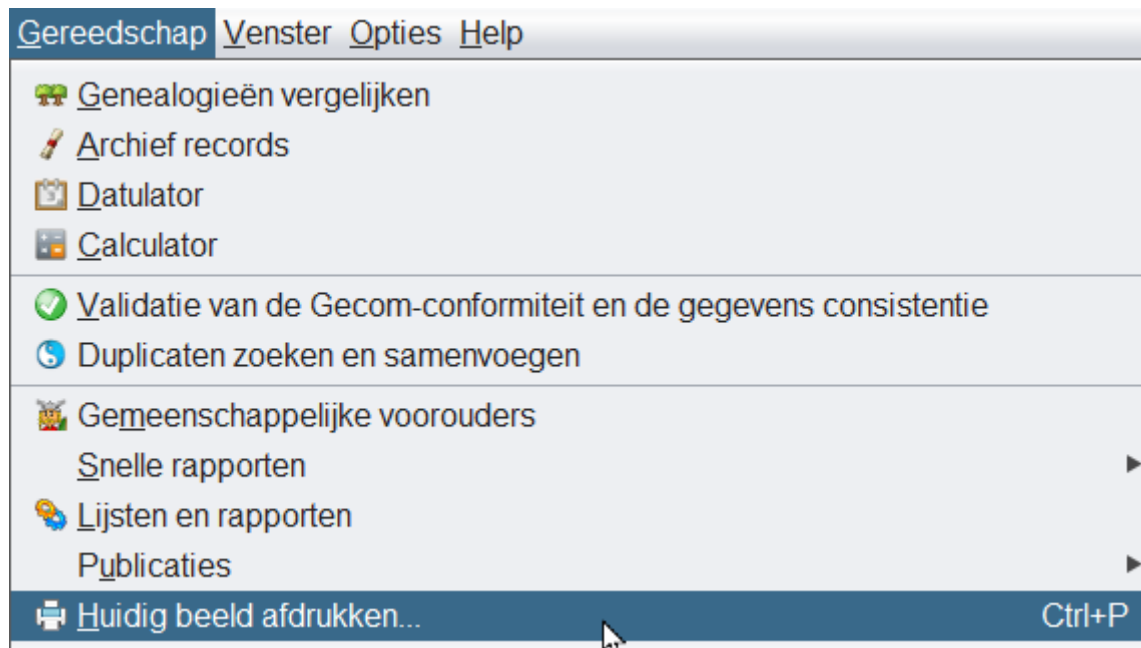 Gereedschap Venster Opties Help
Genealogieën vergelijken
Archief records
Datulator
Calculator
Validatie van de Gecom-conformiteit en de gegevens consistentie
Duplicaten zoeken en samenvoegen
Gemeenschappelijke voorouders
Snelle rapporten
Lijsten en rapporten
Publicaties
Huidig beeld afdrukken... Ctrl+P